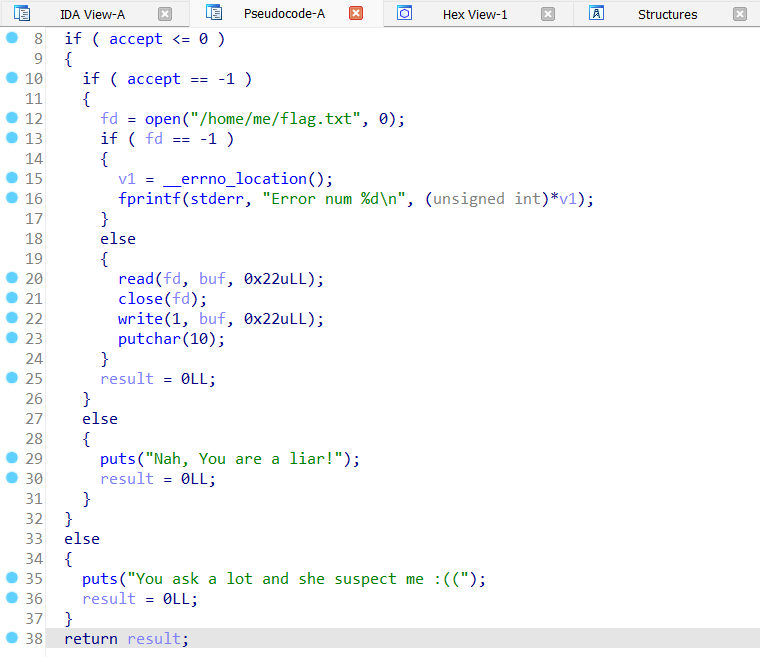 IDA View-A Pseudocode-A Hex View-1 Structures
8 if ( accept <= 0 )
9 {
10 if ( accept == -1 )
11 {
12 fd = open("/home/me/flag.txt", 0);
13 if ( fd == -1 )
14 {
15 v1 = __errno_location();
16 fprintf(stderr, "Error num %d\n", (unsigned int)*v1);
17 }
18 else
19 {
20 read(fd, buf, 0x22uLL);
21 close(fd);
22 write(1, buf, 0x22uLL);
23 putchar(10);
24 }
25 result = 0LL;
26 }
27 else
28 {
29 puts("Nah, You are a liar!");
30 result = 0LL;
31 }
32 }
33 else
34 {
35 puts("You ask a lot and she suspect me :((");
36 result = 0LL;
37 }
38 return result;